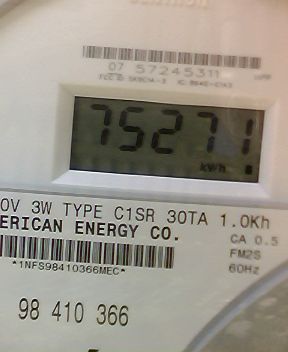 07 57245311
75271
kWh
0V 3W TYPE C1SR 30TA 1.0Kh
ERICAN ENERGY CO.
CA 0.5
FM2S
*1NFS98410366MEC*
60Hz
98 410 366